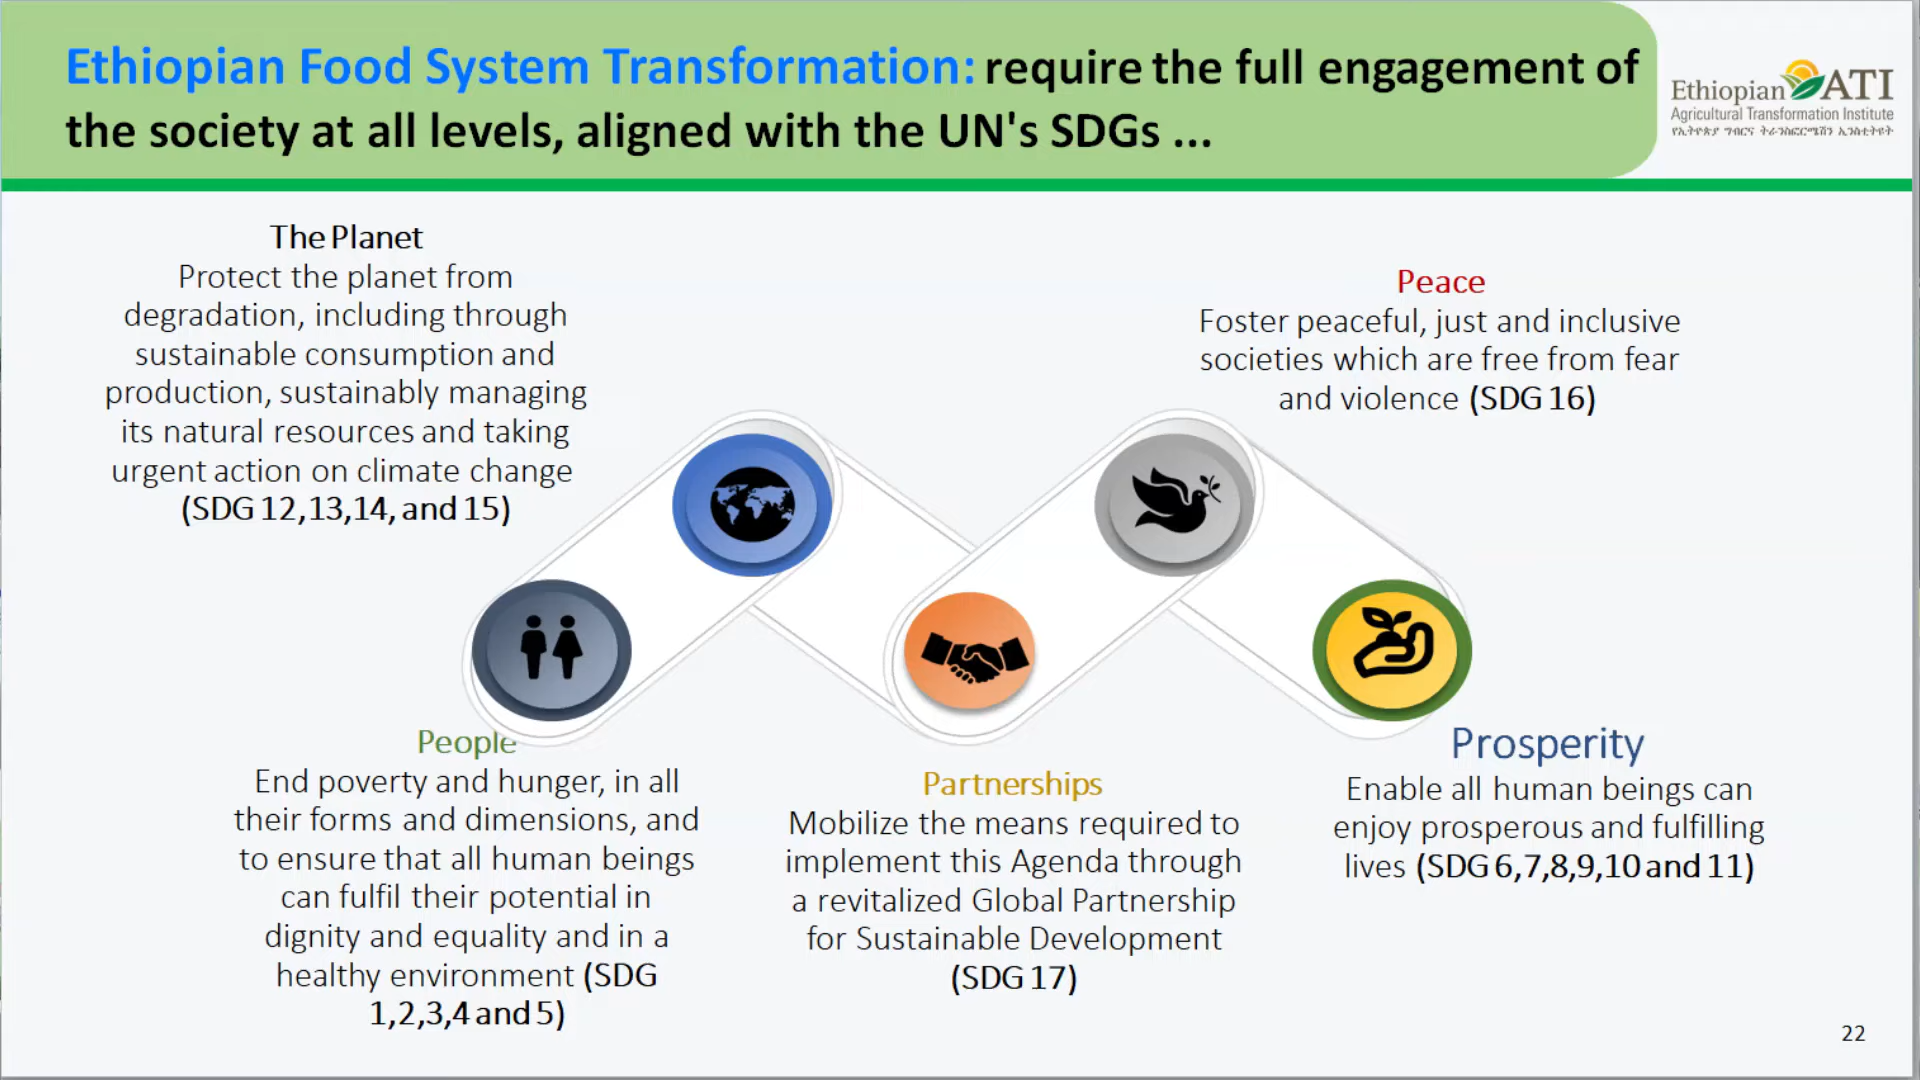 Ethiopian Food System Transformation: require the full engagement of
the society at all levels, aligned with the UN's SDGs ...
Ethiopian ATI
Agricultural Transformation Institute
የኢትዮጵያ ግብርና ትራንስፎርሜሽን ኢንስቲትዩት
The Planet
Protect the planet from
degradation, including through
sustainable consumption and
production, sustainably managing
its natural resources and taking
urgent action on climate change
(SDG 12,13,14, and 15)
Peace
Foster peaceful, just and inclusive
societies which are free from fear
and violence (SDG 16)
People
End poverty and hunger, in all
their forms and dimensions, and
to ensure that all human beings
can fulfil their potential in
dignity and equality and in a
healthy environment (SDG
1,2,3,4 and 5)
Partnerships
Mobilize the means required to
implement this Agenda through
a revitalized Global Partnership
for Sustainable Development
(SDG 17)
Prosperity
Enable all human beings can
enjoy prosperous and fulfilling
lives (SDG 6,7,8,9,10 and 11)
22